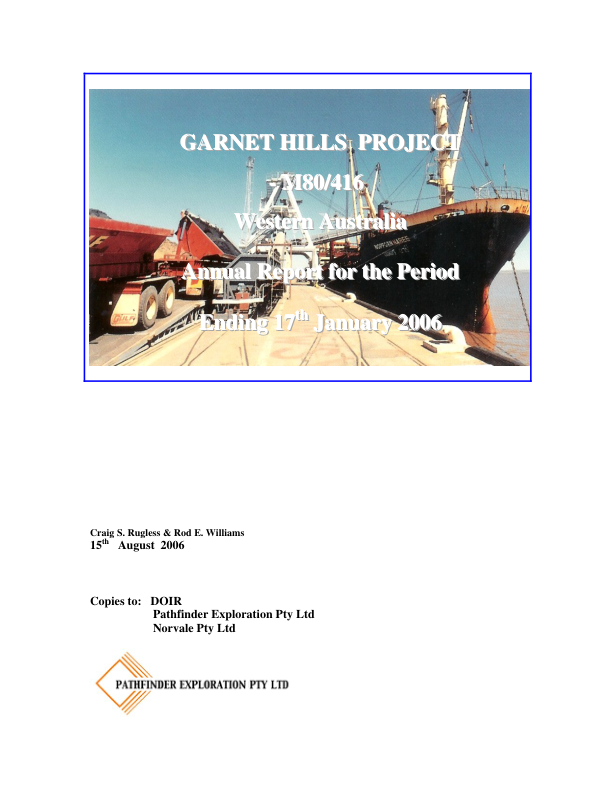 GARNET HILLS PROJECT
- M80/416
Western Australia
Annual Report for the Period
Ending 17th January 2006
Craig S. Rugless & Rod E. Williams
15th August 2006
Copies to: DOIR
Pathfinder Exploration Pty Ltd
Norvale Pty Ltd
PATHFINDER EXPLORATION PTY LTD